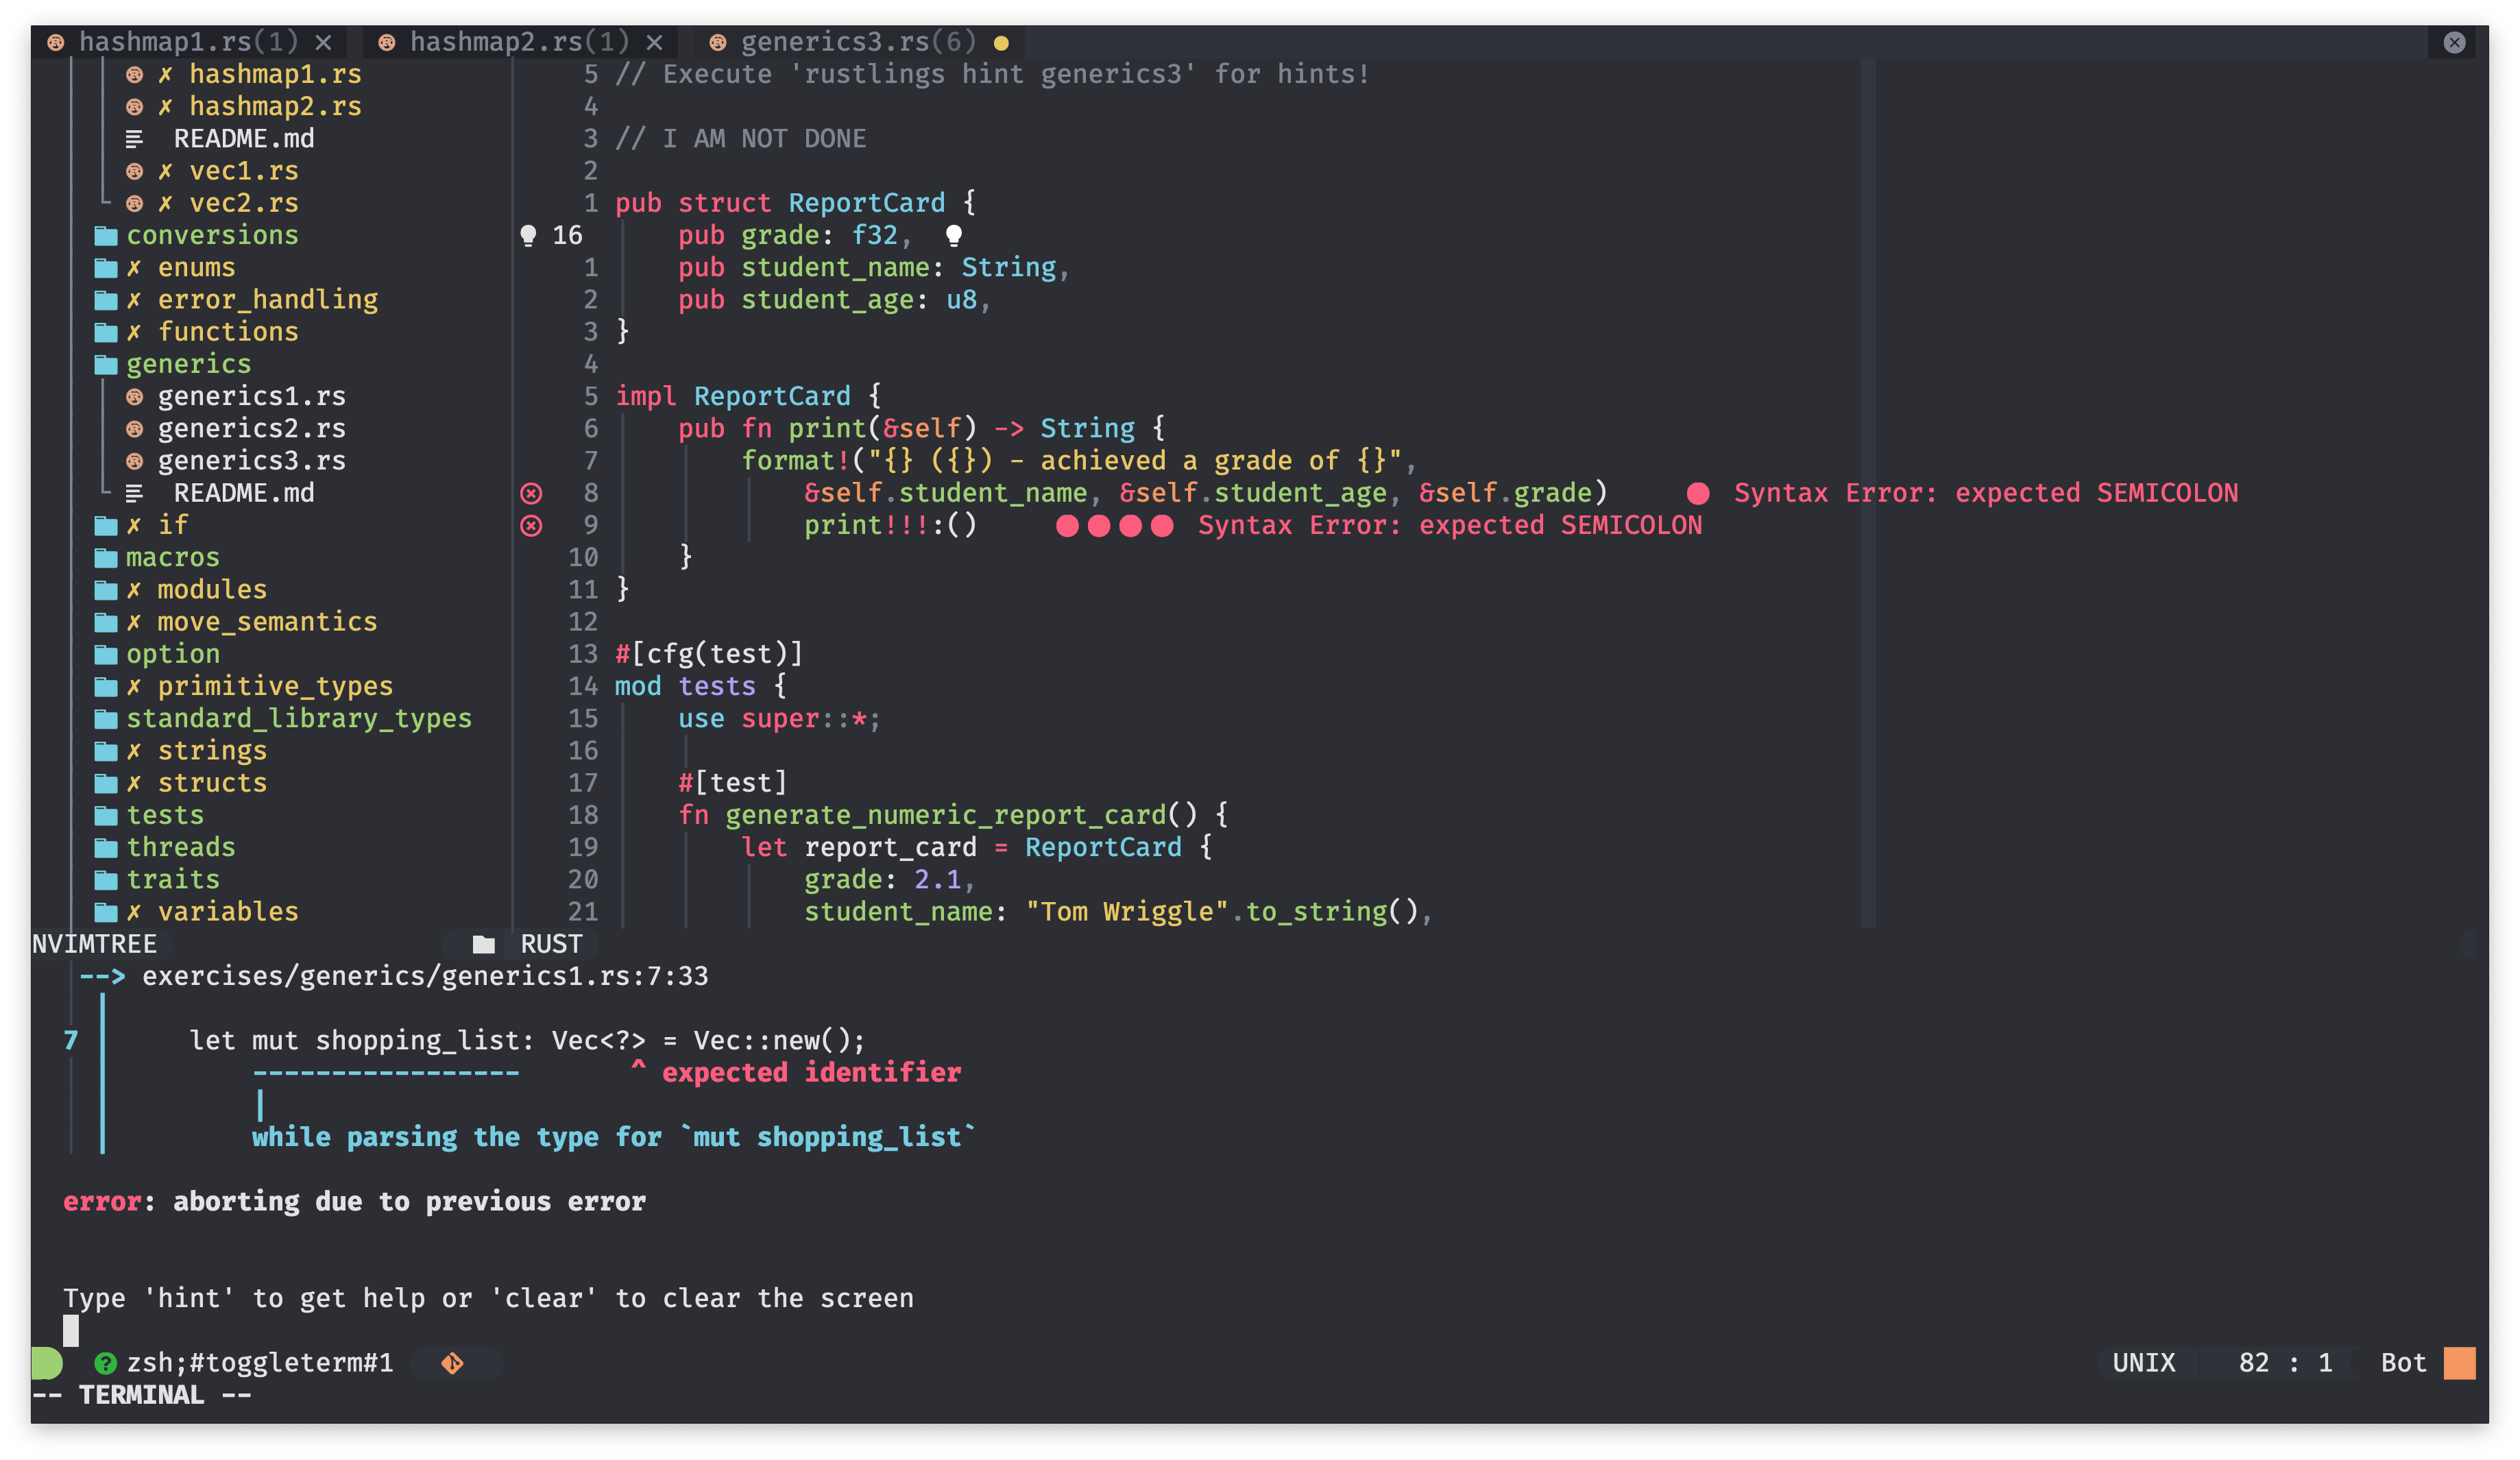 hashmap1.rs(1) ✕ hashmap2.rs(1) ✕ generics3.rs(6)
✗ hashmap1.rs
✗ hashmap2.rs
README.md
✗ vec1.rs
✗ vec2.rs
conversions
✗ enums
✗ error_handling
✗ functions
generics
generics1.rs
generics2.rs
generics3.rs
README.md
✗ if
macros
✗ modules
✗ move_semantics
option
✗ primitive_types
standard_library_types
✗ strings
✗ structs
tests
threads
traits
✗ variables
5 // Execute 'rustlings hint generics3' for hints!
4
3 // I AM NOT DONE
2
1 pub struct ReportCard {
16 pub grade: f32,
1 pub student_name: String,
2 pub student_age: u8,
3 }
4
5 impl ReportCard {
6 pub fn print(&self) -> String {
7 format!("{} ({}) - achieved a grade of {}",
8 &self.student_name, &self.student_age, &self.grade) Syntax Error: expected SEMICOLON
9 print!!!:() Syntax Error: expected SEMICOLON
10 }
11 }
12
13 #[cfg(test)]
14 mod tests {
15 use super::*;
16
17 #[test]
18 fn generate_numeric_report_card() {
19 let report_card = ReportCard {
20 grade: 2.1,
21 student_name: "Tom Wriggle".to_string(),
NVIMTREE RUST
--> exercises/generics/generics1.rs:7:33
7 let mut shopping_list: Vec<?> = Vec::new();
----------------- ^ expected identifier
|
while parsing the type for `mut shopping_list`
error: aborting due to previous error
Type 'hint' to get help or 'clear' to clear the screen
? zsh;#toggleterm#1 UNIX 82 : 1 Bot
-- TERMINAL --